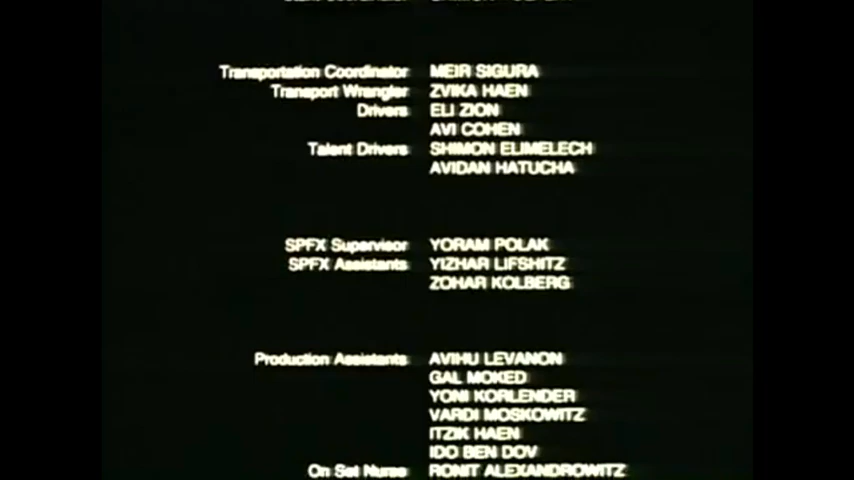 Transportation Coordinator MEIR SIGURA
Transport Wrangler ZVIKA HAEN
Drivers ELI ZION
AVI COHEN
Talent Drivers SHIMON ELIMELECH
AVIDAN HATUCHA
SPFX Supervisor YORAM POLAK
SPFX Assistants YIZHAR LIFSHITZ
ZOHAR KOLBERG
Production Assistants AVIHU LEVANON
GAL MOKED
YONI KORLENDER
VARDI MOSKOWITZ
ITZIK HAEN
IDO BEN DOV
On Set Nurse RONIT ALEXANDROWITZ